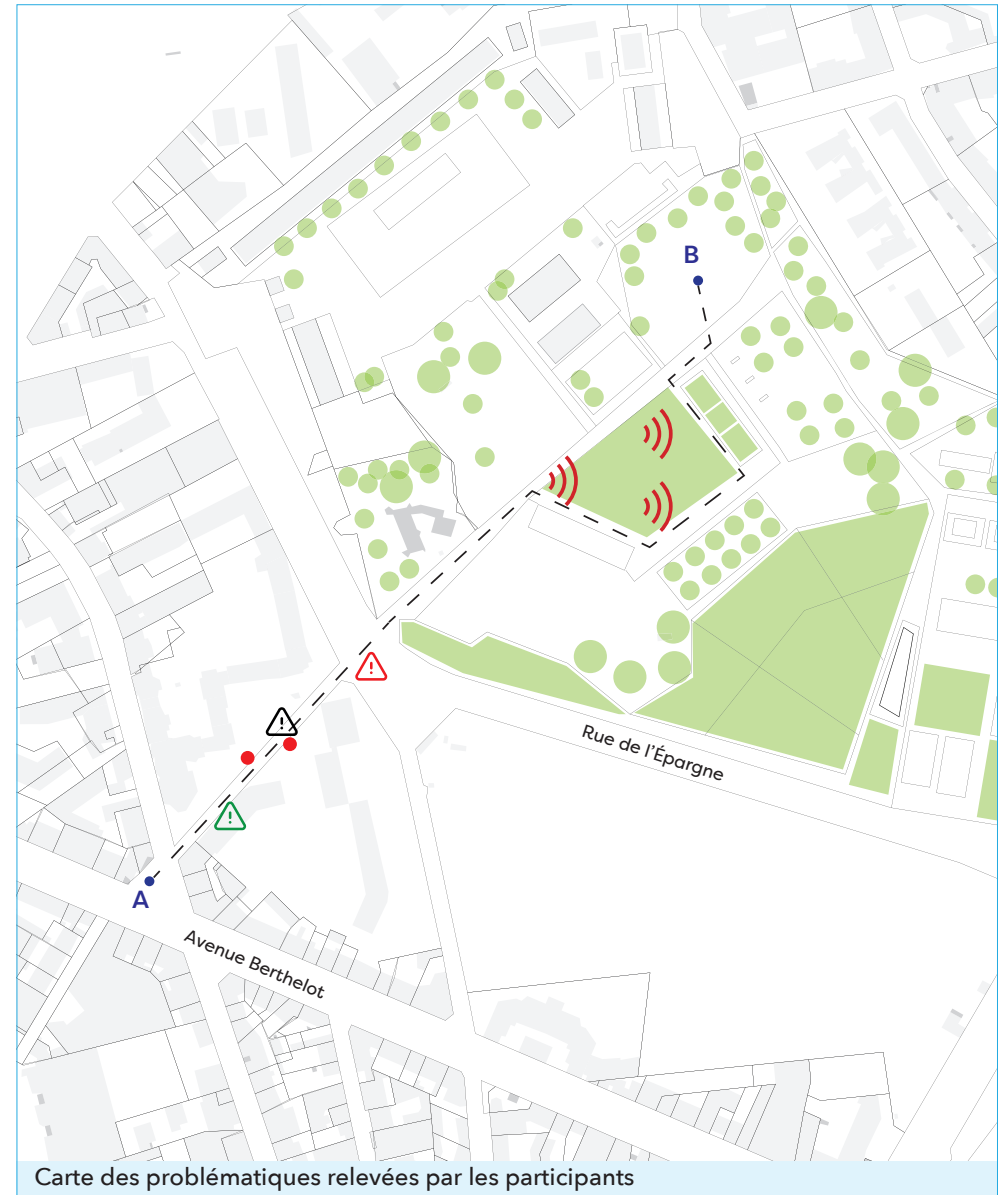 B
Rue de l'Épargne
A
Avenue Berthelot
Carte des problématiques relevées par les participants